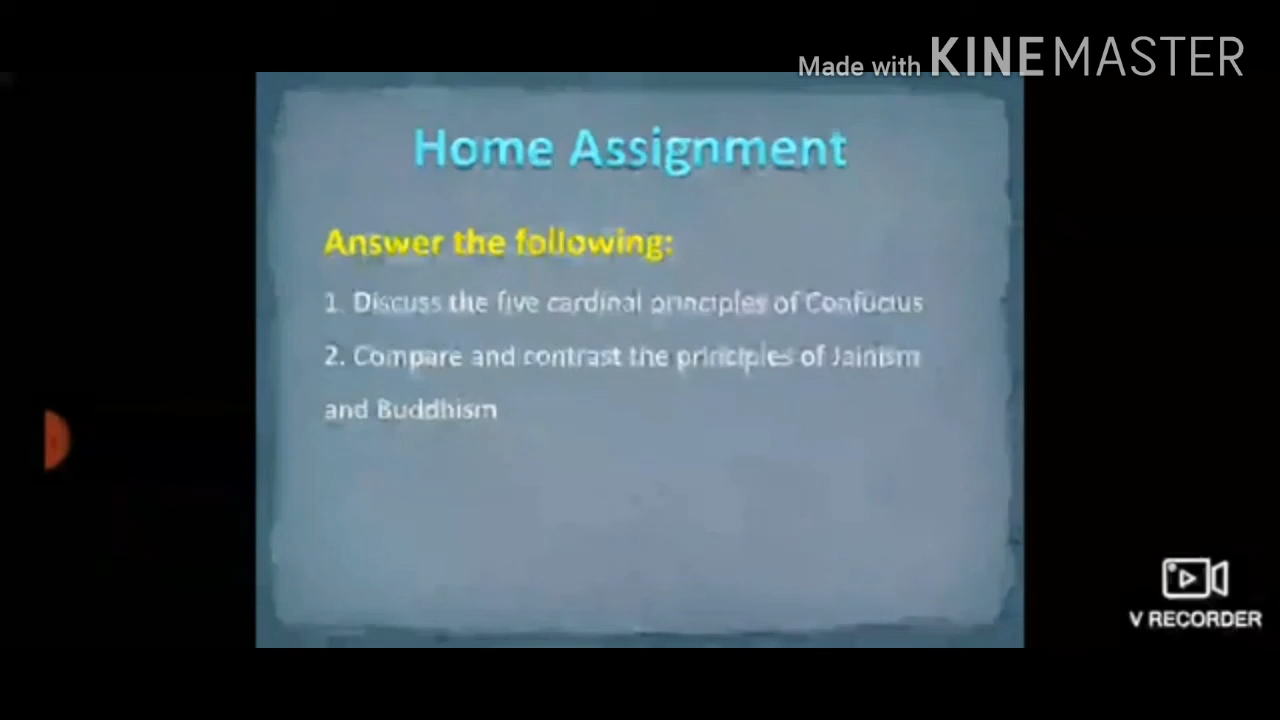 Made with KINEMASTER
Home Assignment
Answer the following:
1. Discuss the five cardinal principles of Confucius
2. Compare and contrast the principles of Jainism
and Buddhism
V RECORDER